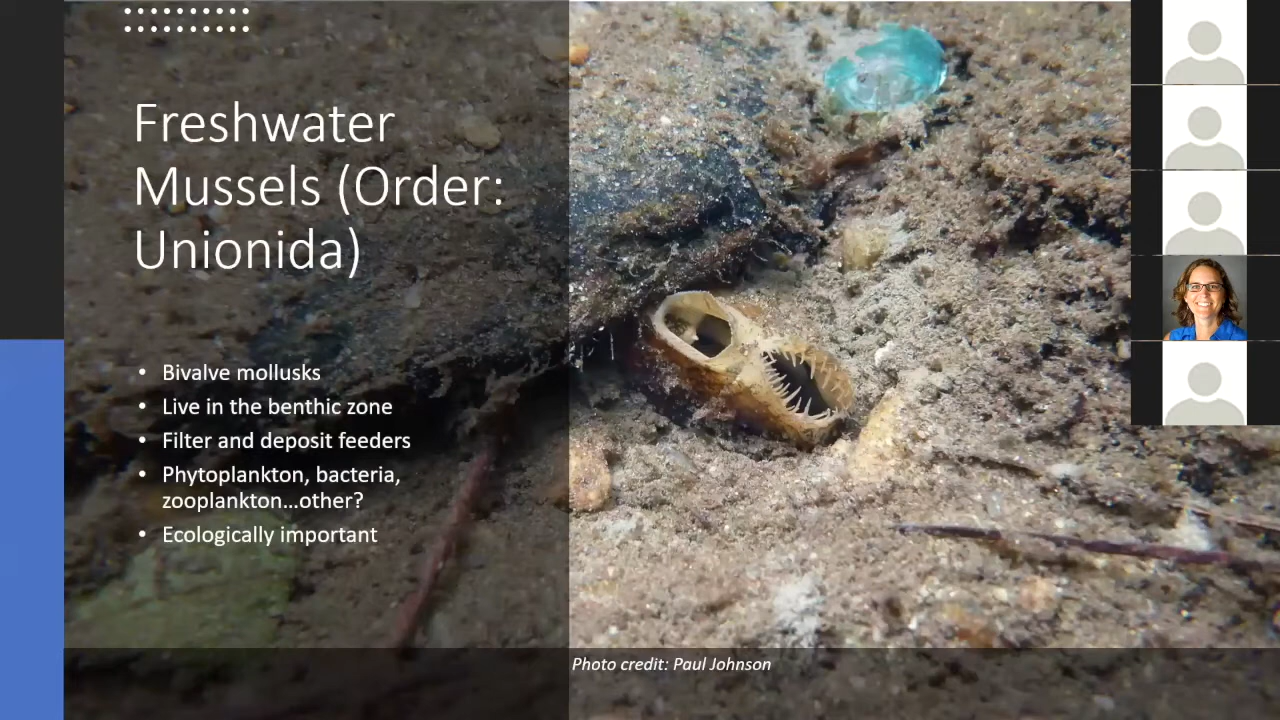 Freshwater
Mussels (Order:
Unionida)
• Bivalve mollusks
• Live in the benthic zone
• Filter and deposit feeders
• Phytoplankton, bacteria,
zooplankton...other?
• Ecologically important
Photo credit: Paul Johnson